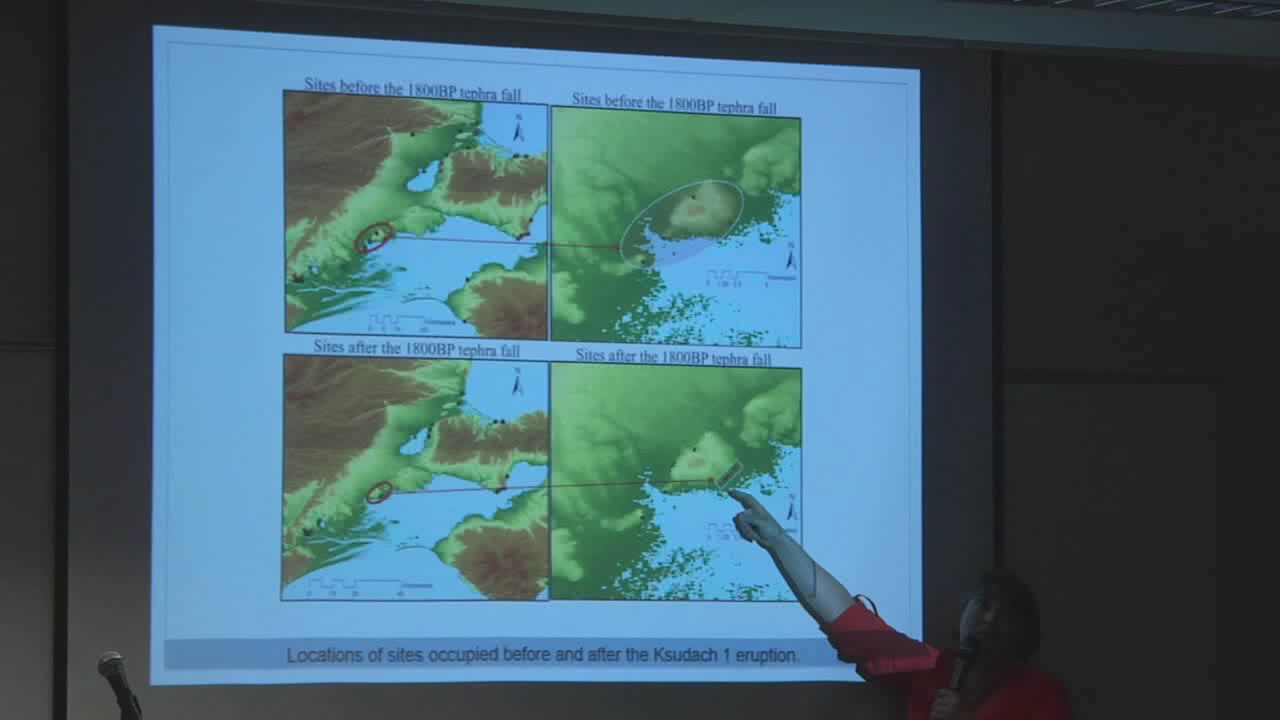 Sites before the 1800BP tephra fall
Sites before the 1800BP tephra fall
N
N
Sites after the 1800BP tephra fall
Sites after the 1800BP tephra fall
N
N
Locations of sites occupied before and after the Ksudach 1 eruption.